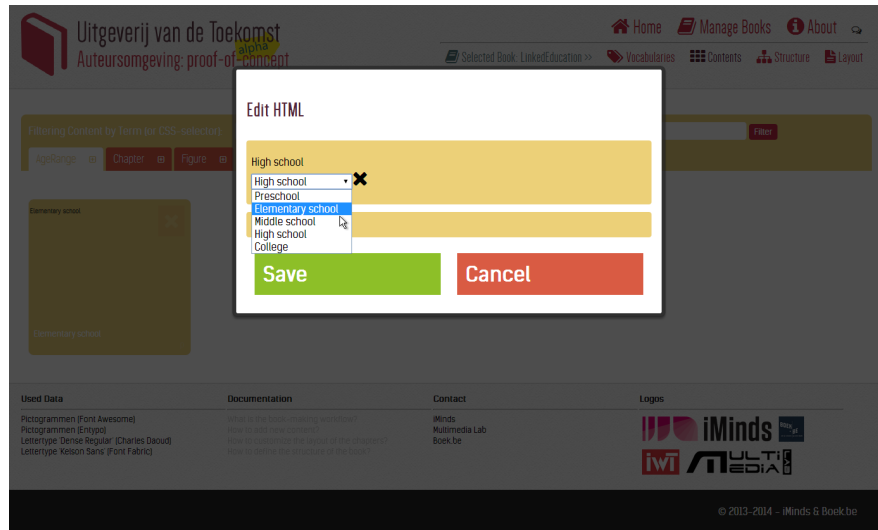 Uitgeverij van de Toekomst
alpha
Auteursomgeving: proof-of-concept
Home Manage Books About
Selected Book: LinkedEducation >> Vocabularies Contents Structure Layout
Filtering Content by Term (or CSS-selector)
Filter
AgeRange Chapter Figure
Elementary school
Elementary school
Edit HTML
High school
High school
Preschool
Elementary school
Middle school
High school
College
Save Cancel
Used Data
Pictogrammen (Font Awesome)
Pictogrammen (Entypo)
Lettertype 'Dense Regular' (Charles Daoud)
Lettertype 'Kelson Sans' (Font Fabric)
Documentation
What is the book-making workflow?
How to add new content?
How to customize the layout of the chapters?
How to define the structure of the book?
Contact
iMinds
Multimedia Lab
Boek.be
Logos
iMinds
iwt MULTIMEDIA
© 2013-2014 - iMinds & Boek.be